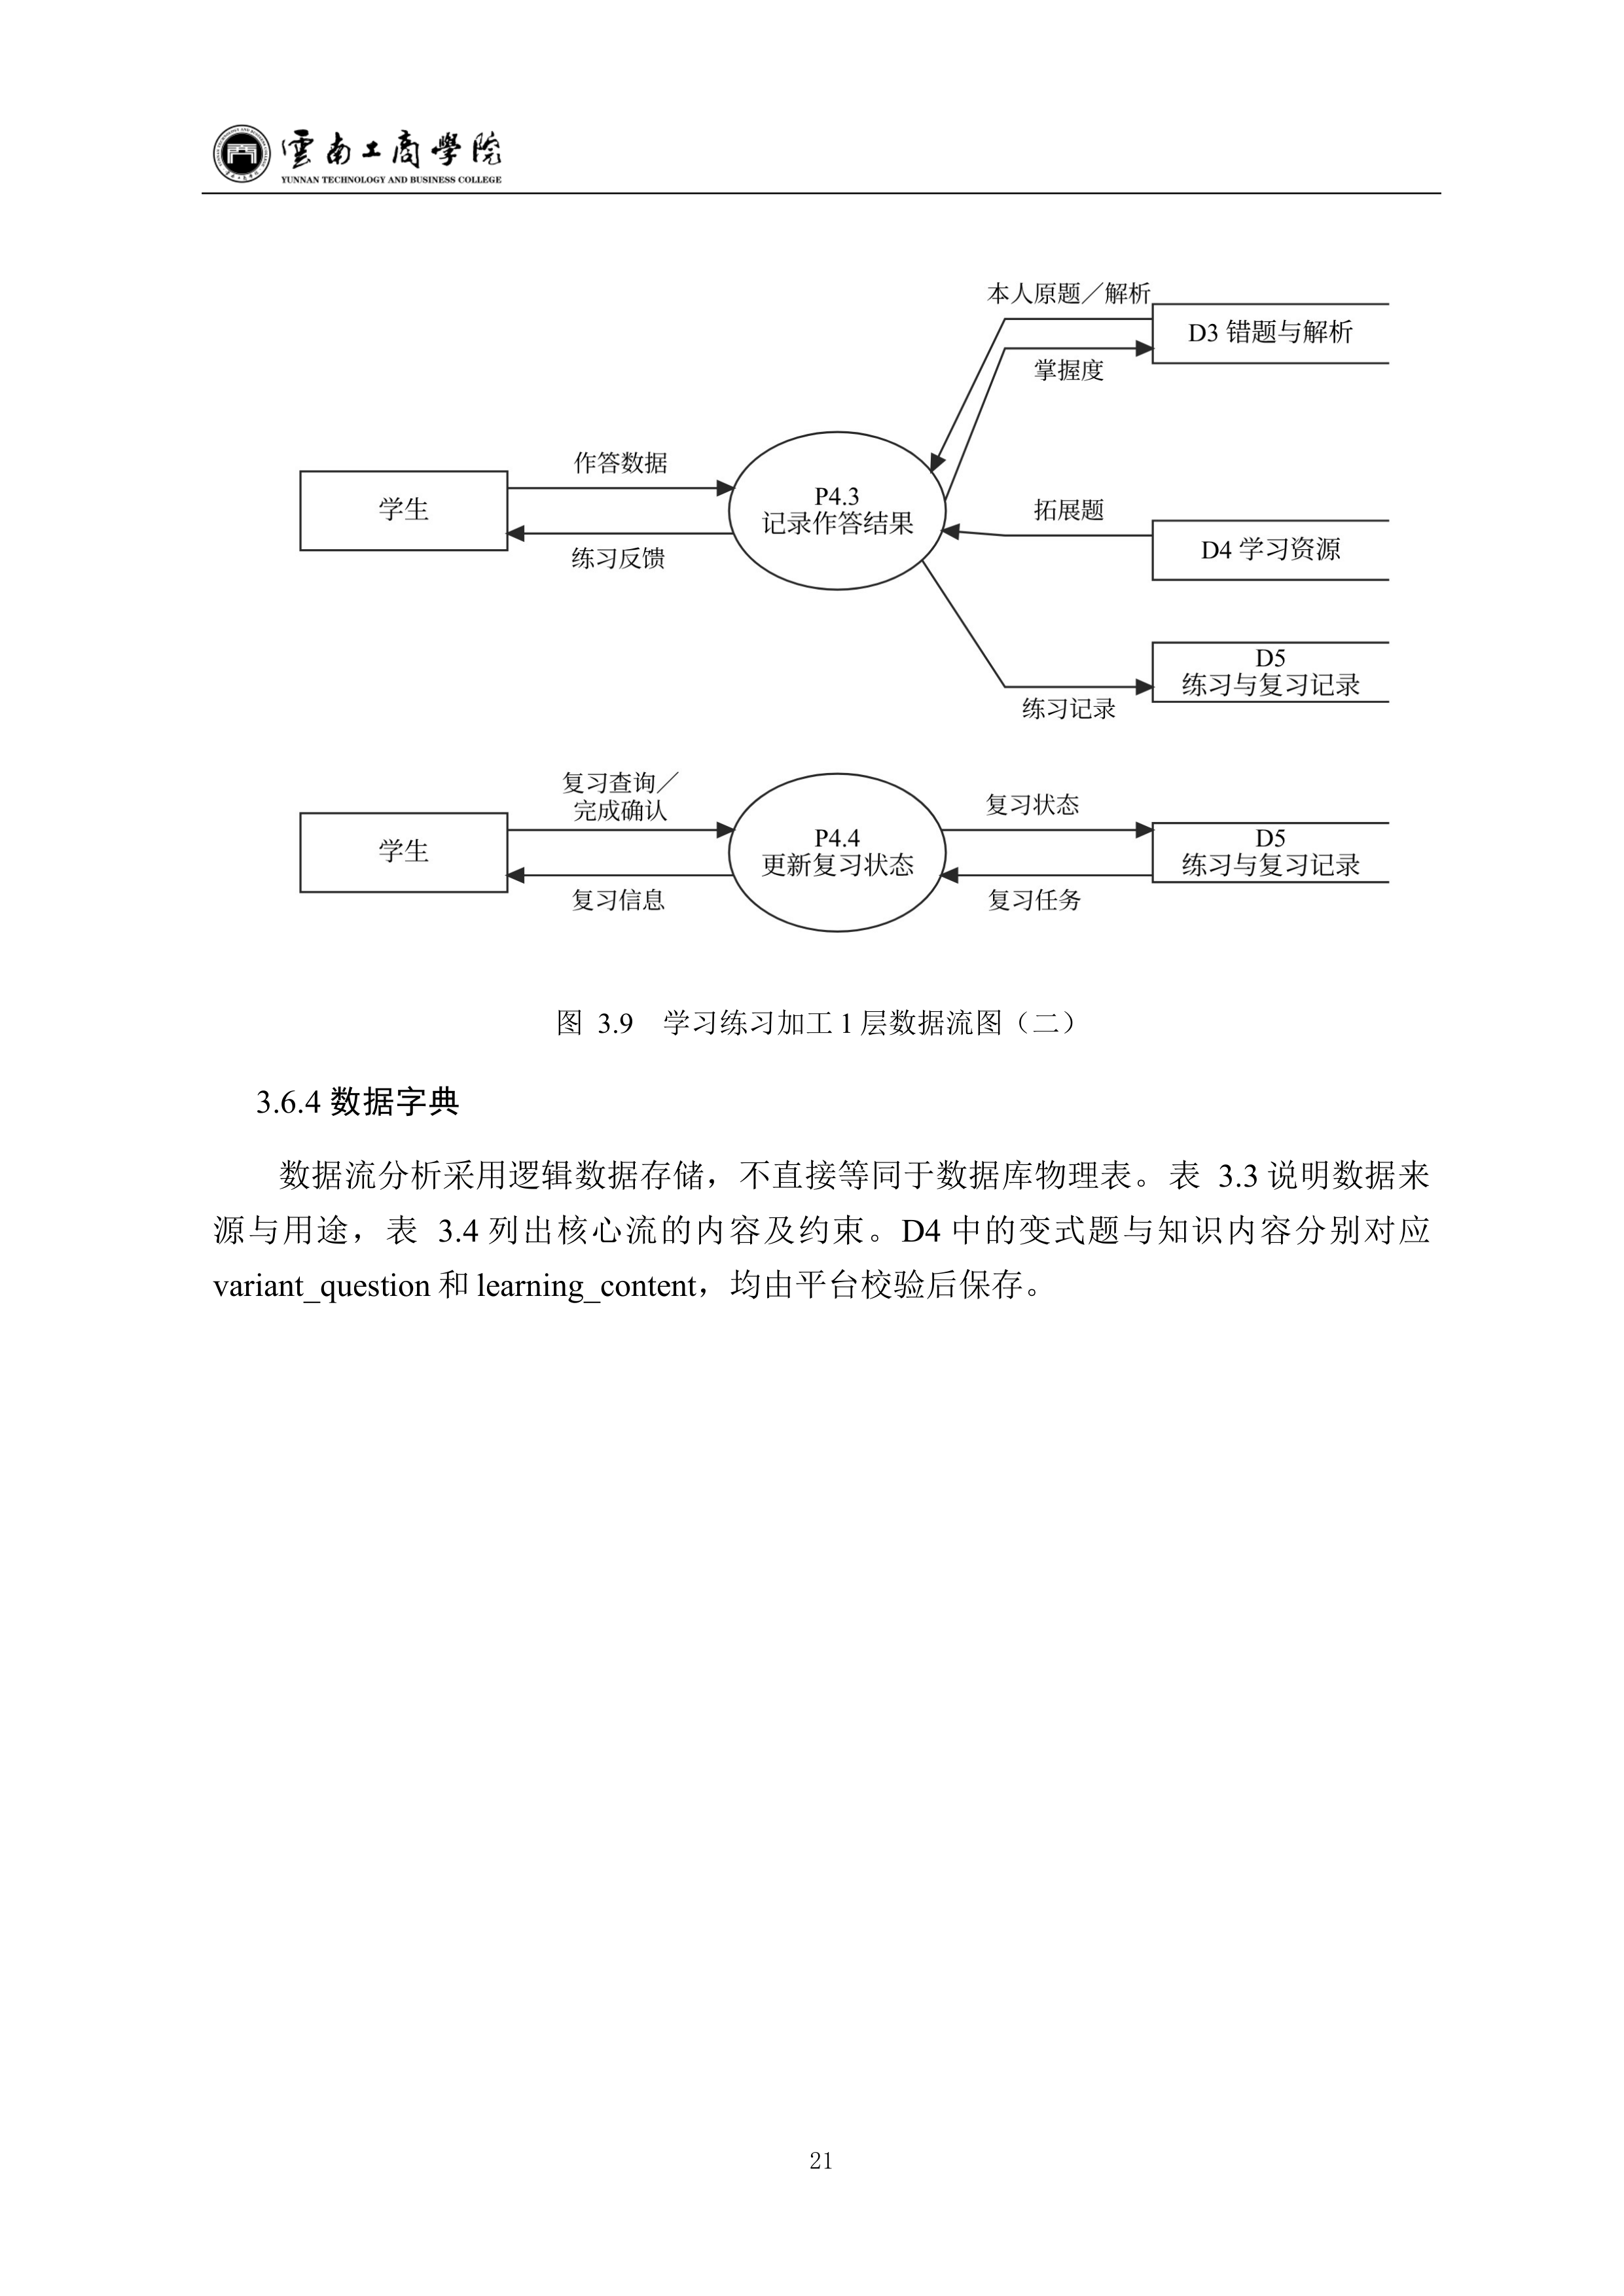 雲南工商學院
YUNNAN TECHNOLOGY AND BUSINESS COLLEGE
本人原题／解析
D3 错题与解析
掌握度
作答数据
学生
P4.3
记录作答结果
练习反馈
拓展题
D4 学习资源
D5
练习与复习记录
练习记录
复习查询／
完成确认
学生
P4.4
更新复习状态
复习信息
复习状态
D5
练习与复习记录
复习任务
图 3.9 学习练习加工 1 层数据流图（二）
3.6.4 数据字典
数据流分析采用逻辑数据存储，不直接等同于数据库物理表。表 3.3 说明数据来
源与用途，表 3.4 列出核心流的内容及约束。D4 中的变式题与知识内容分别对应
variant_question 和 learning_content，均由平台校验后保存。
21